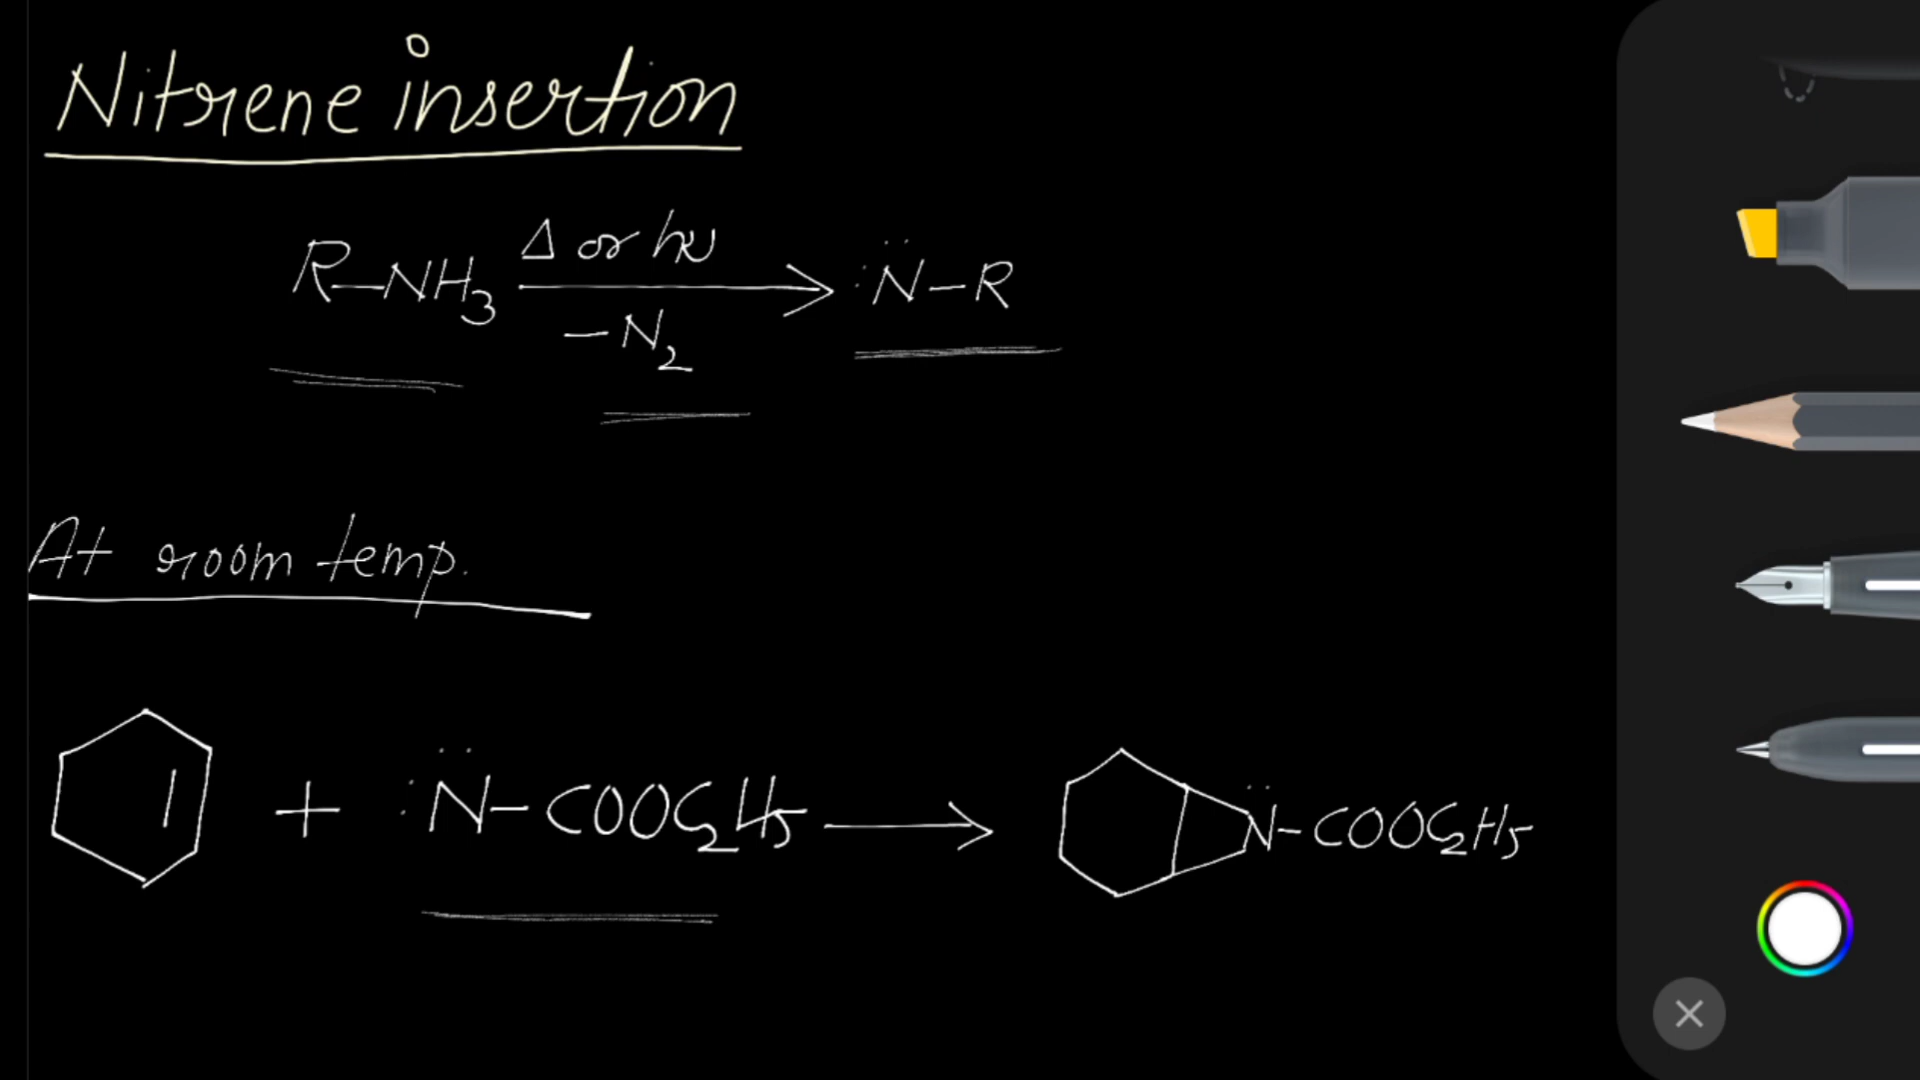 Nitrene insertion
R-NH3 Δ or hν -N2 :N̈-R
At room temp.
+ :N̈-COOC2H5 → N̈-COOC2H5